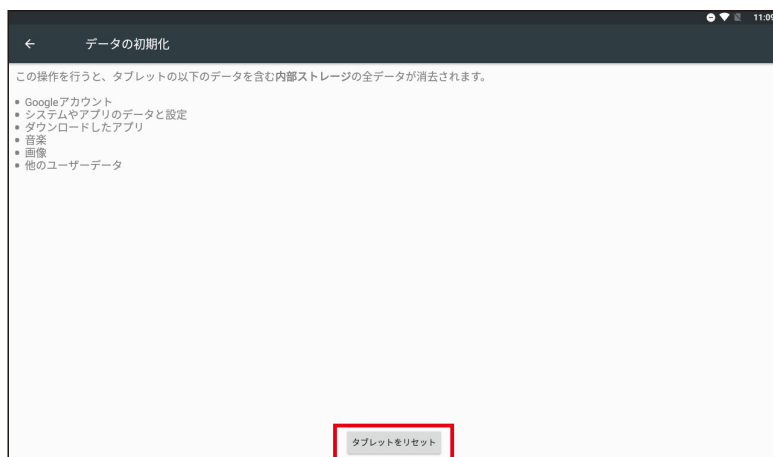 11:09
データの初期化
この操作を行うと、タブレットの以下のデータを含む内部ストレージの全データが消去されます。
● Googleアカウント
● システムやアプリのデータと設定
● ダウンロードしたアプリ
● 音楽
● 画像
● 他のユーザーデータ
タブレットをリセット